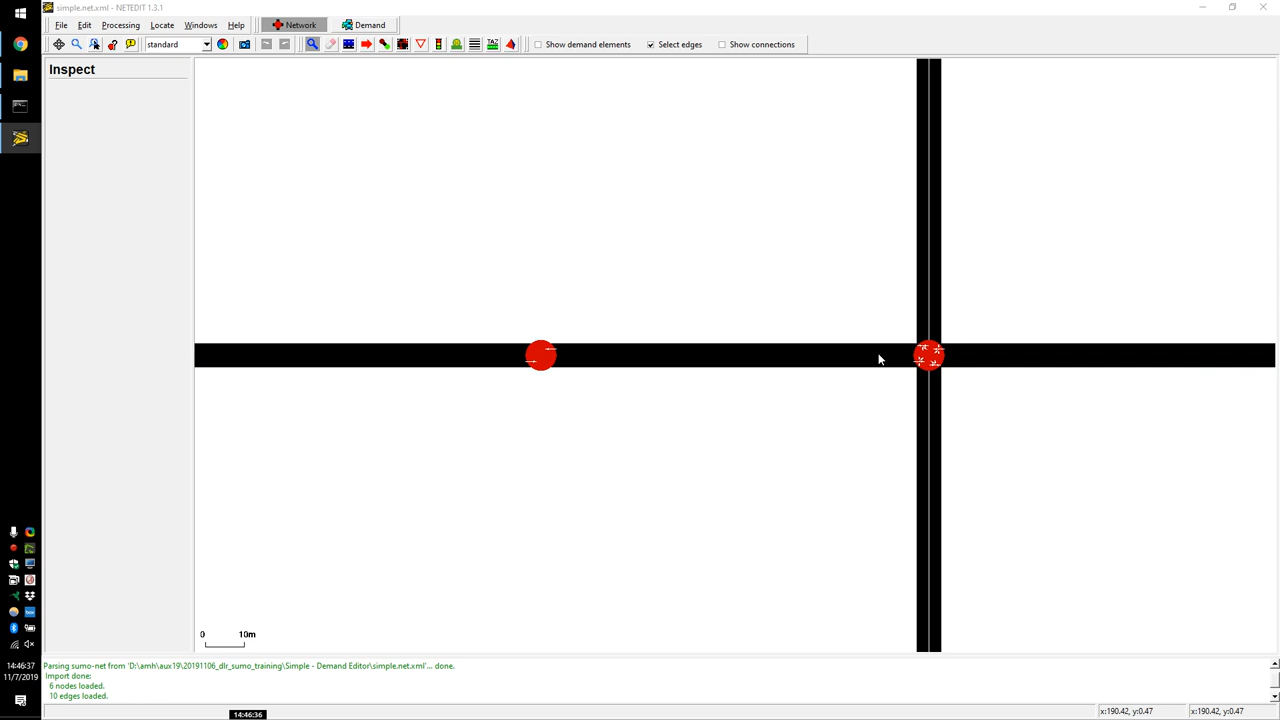 simple.net.xml - NETEDIT 1.3.1
File Edit Processing Locate Windows Help Network Demand
standard Show demand elements Select edges Show connections
Inspect
0 10m
Parsing sumo-net from 'D:\amh\aux19\20191106_dlr_sumo_training\Simple - Demand Editor\simple.net.xml'... done.
Import done:
6 nodes loaded.
10 edges loaded.
14:46:37
11/7/2019
14:46:36
x:190.42, y:0.47 x:190.42, y:0.47